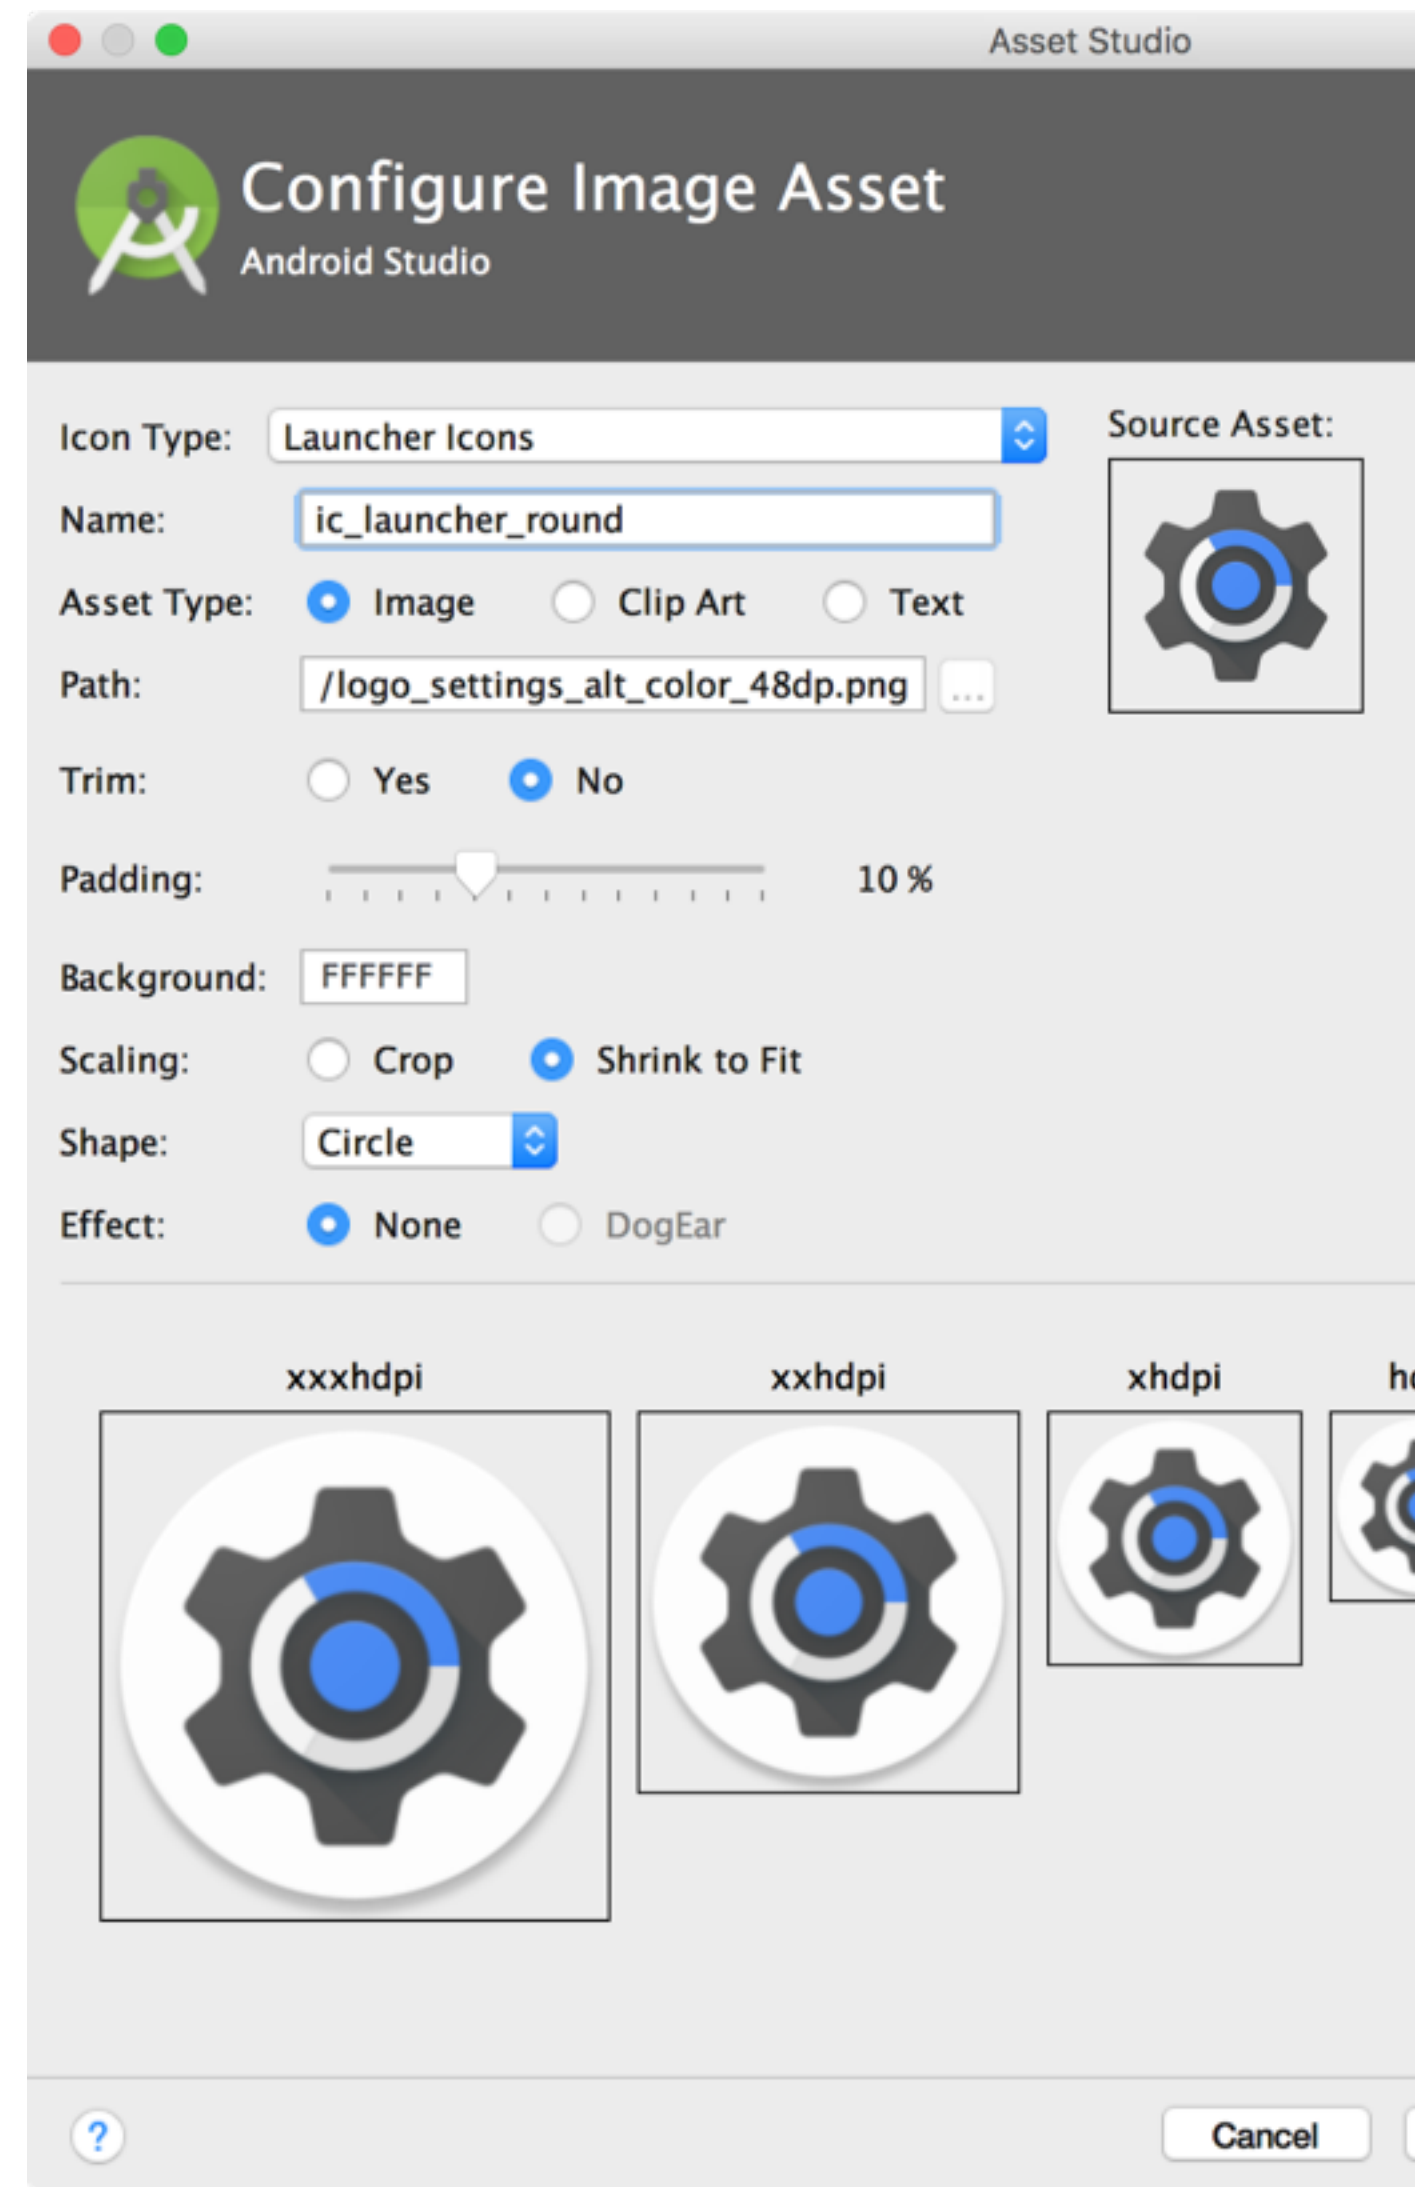 Asset Studio
Configure Image Asset
Android Studio
Icon Type: Launcher Icons
Source Asset:
Name: ic_launcher_round
Asset Type: Image Clip Art Text
Path: /logo_settings_alt_color_48dp.png ...
Trim: Yes No
Padding: 10 %
Background: FFFFFF
Scaling: Crop Shrink to Fit
Shape: Circle
Effect: None DogEar
xxxhdpi xxhdpi xhdpi
? Cancel